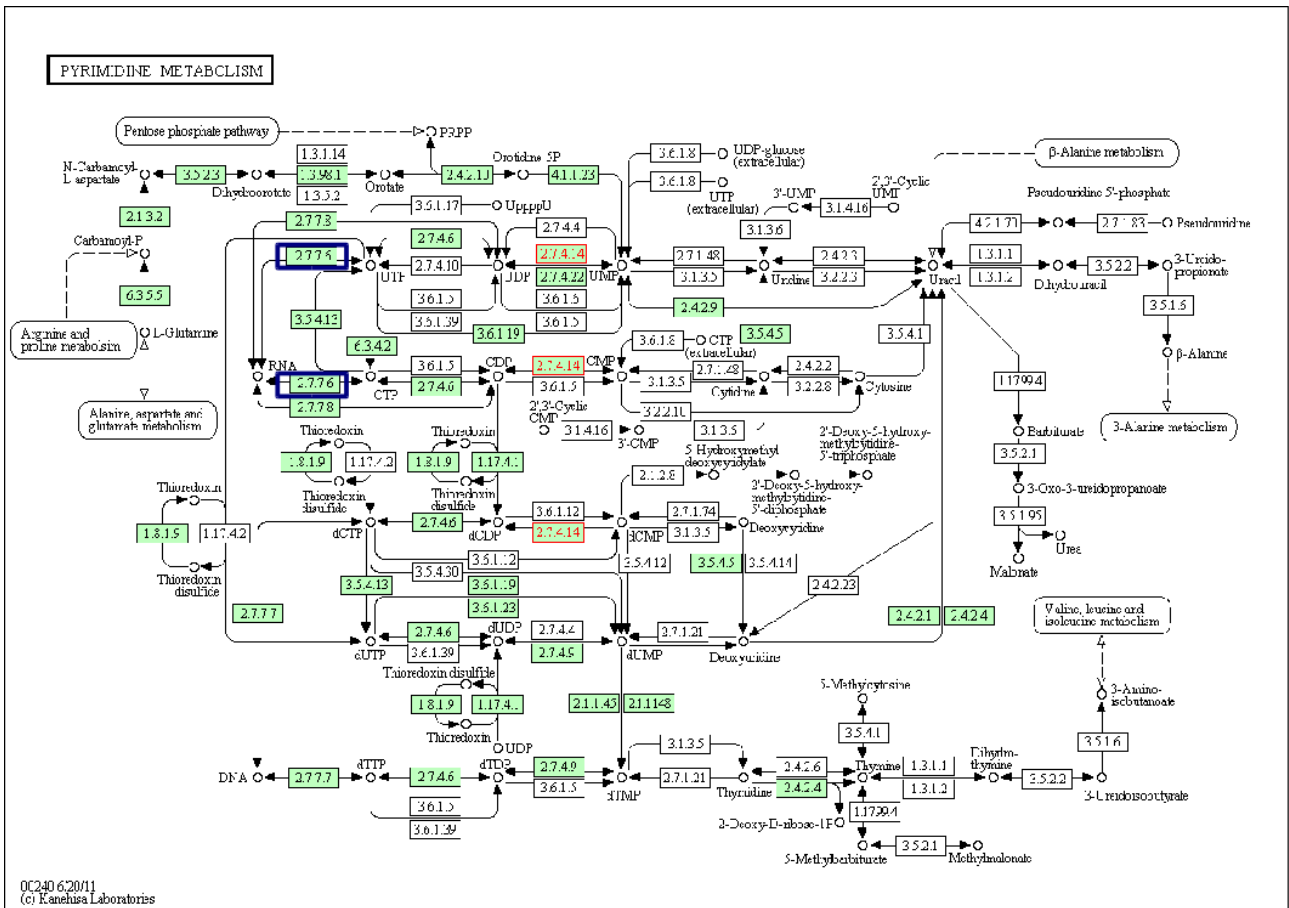 PYRIMIDINE METABOLISM
Pentose phosphate pathway
PRPP
N-Carbamoyl-
L-aspartate
3.5.2.3
Dihydroorotate
1.3.1.14
1.3.98.1
1.3.5.2
Orotate
2.4.2.10
Orotidine 5P
4.1.1.23
3.6.1.8
UDP-glucose
(extracellular)
3.6.1.8
UTP
(extracellular)
β-Alanine metabolism
3'-UMP
2',3'-Cyclic
UMP
3.1.4.16
3.1.3.6
Pseudouridine 5'-phosphate
4.2.1.70
2.7.1.83
Pseudouridine
2.1.3.2
Carbamoyl-P
6.3.5.5
L-Glutamine
Arginine and
proline metabolism
Alanine, aspartate and
glutamate metabolism
2.7.7.8
3.6.1.17
UppppU
2.7.7.6
2.7.4.6
UTP
2.7.4.10
UDP
2.7.4.4
2.7.4.14
2.7.4.22
UMP
2.7.1.48
3.1.3.5
Uridine
2.4.2.3
3.2.2.3
Uracil
1.3.1.1
1.3.1.2
Dihydrouracil
3.5.2.2
3-Ureido-
propionate
3.6.1.5
3.6.1.39
3.6.1.6
3.6.1.5
3.6.1.19
2.4.2.9
3.5.1.6
β-Alanine
3-Alanine metabolism
3.5.4.13
6.3.4.2
3.5.4.5
3.5.4.1
RNA
2.7.7.6
CTP
3.6.1.5
2.7.4.6
CDP
2.7.4.14
3.6.1.5
CMP
3.6.1.8
CTP
(extracellular)
2.7.1.48
3.1.3.5
Cytidine
2.4.2.2
3.2.2.8
Cytosine
3.2.2.10
2.7.7.8
2',3'-Cyclic
CMP
3.1.4.16
3'-CMP
3.1.3.5
1.1.99.4
Barbiturate
3.5.2.1
3-Oxo-3-ureidopropanoate
3.5.1.95
Urea
Malonate
Thioredoxin
1.8.1.9
1.17.4.2
Thioredoxin
disulfide
Thioredoxin
1.8.1.9
1.17.4.1
Thioredoxin
disulfide
2.1.2.8
5-Hydroxymethyl
deoxycytidylate
2'-Deoxy-5-hydroxy-
methylcytidine-
5'-diphosphate
2'-Deoxy-5-hydroxy-
methylcytidine-
5'-triphosphate
Thioredoxin
1.8.1.9
1.17.4.2
Thioredoxin
disulfide
dCTP
2.7.4.6
dCDP
3.6.1.12
2.7.4.14
dCMP
2.7.1.74
3.1.3.5
Deoxycytidine
3.6.1.12
3.5.4.30
3.5.4.12
3.5.4.5
3.5.4.14
3.5.4.13
3.6.1.19
3.6.1.23
2.4.2.23
2.7.7.7
dUTP
2.7.4.6
3.6.1.39
dUDP
2.7.4.4
2.7.4.9
dUMP
2.7.1.21
Deoxyuridine
2.4.2.1
2.4.2.4
Valine, leucine and
isoleucine metabolism
Thioredoxin disulfide
1.8.1.9
1.17.4.1
Thioredoxin
UDP
2.1.1.45
2.1.1.148
5-Methylcytosine
3.5.4.1
3-Amino-
isobutanoate
3.5.1.6
DNA
2.7.7.7
dTTP
2.7.4.6
3.6.1.5
3.6.1.39
dTDP
2.7.4.9
3.6.1.5
dTMP
3.1.3.5
2.7.1.21
Thymidine
2.4.2.6
2.4.2.4
Thymine
2-Deoxy-D-ribose-1P
1.3.1.1
1.3.1.2
Dihydro-
thymine
3.5.2.2
3-Ureidoisobutyrate
1.1.99.4
5-Methylbarbiturate
3.5.2.1
Methylmalonate
00240 6/20/11
(c) Kanehisa Laboratories